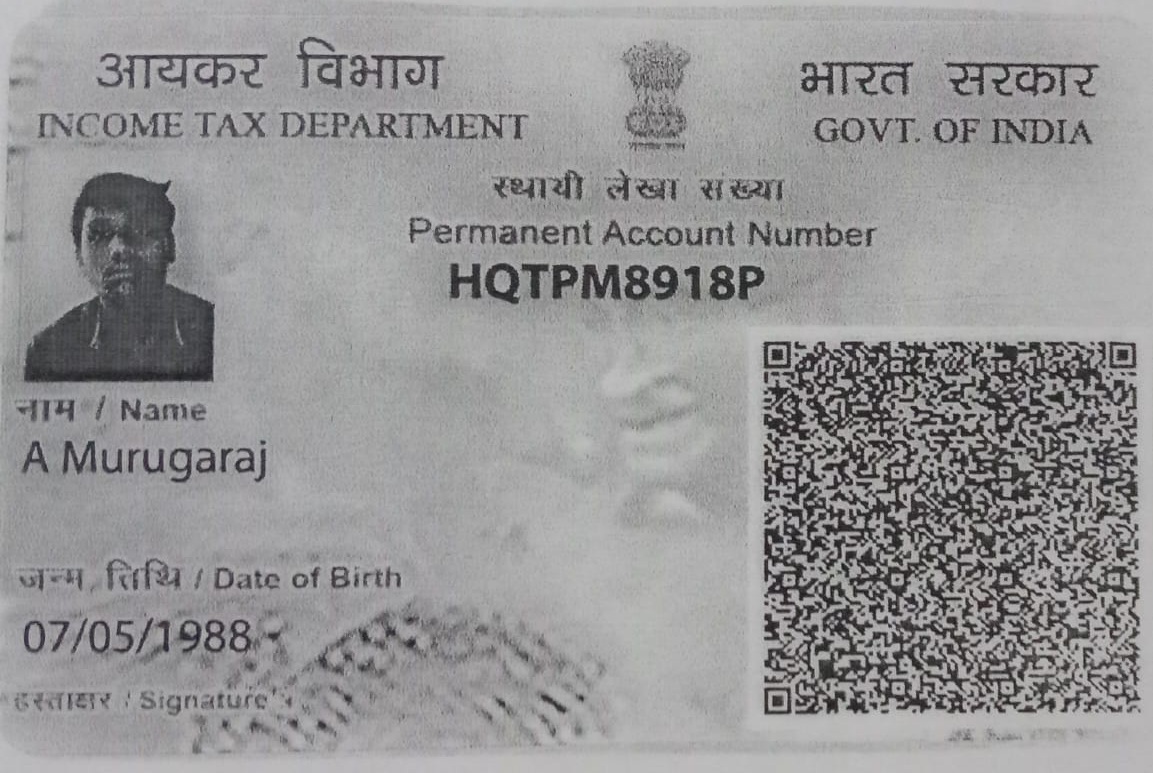 आयकर विभाग
INCOME TAX DEPARTMENT
भारत सरकार
GOVT. OF INDIA
स्थायी लेखा संख्या
Permanent Account Number
HQTPM8918P
नाम / Name
A Murugaraj
जन्म तिथि / Date of Birth
07/05/1988
हस्ताक्षर / Signature